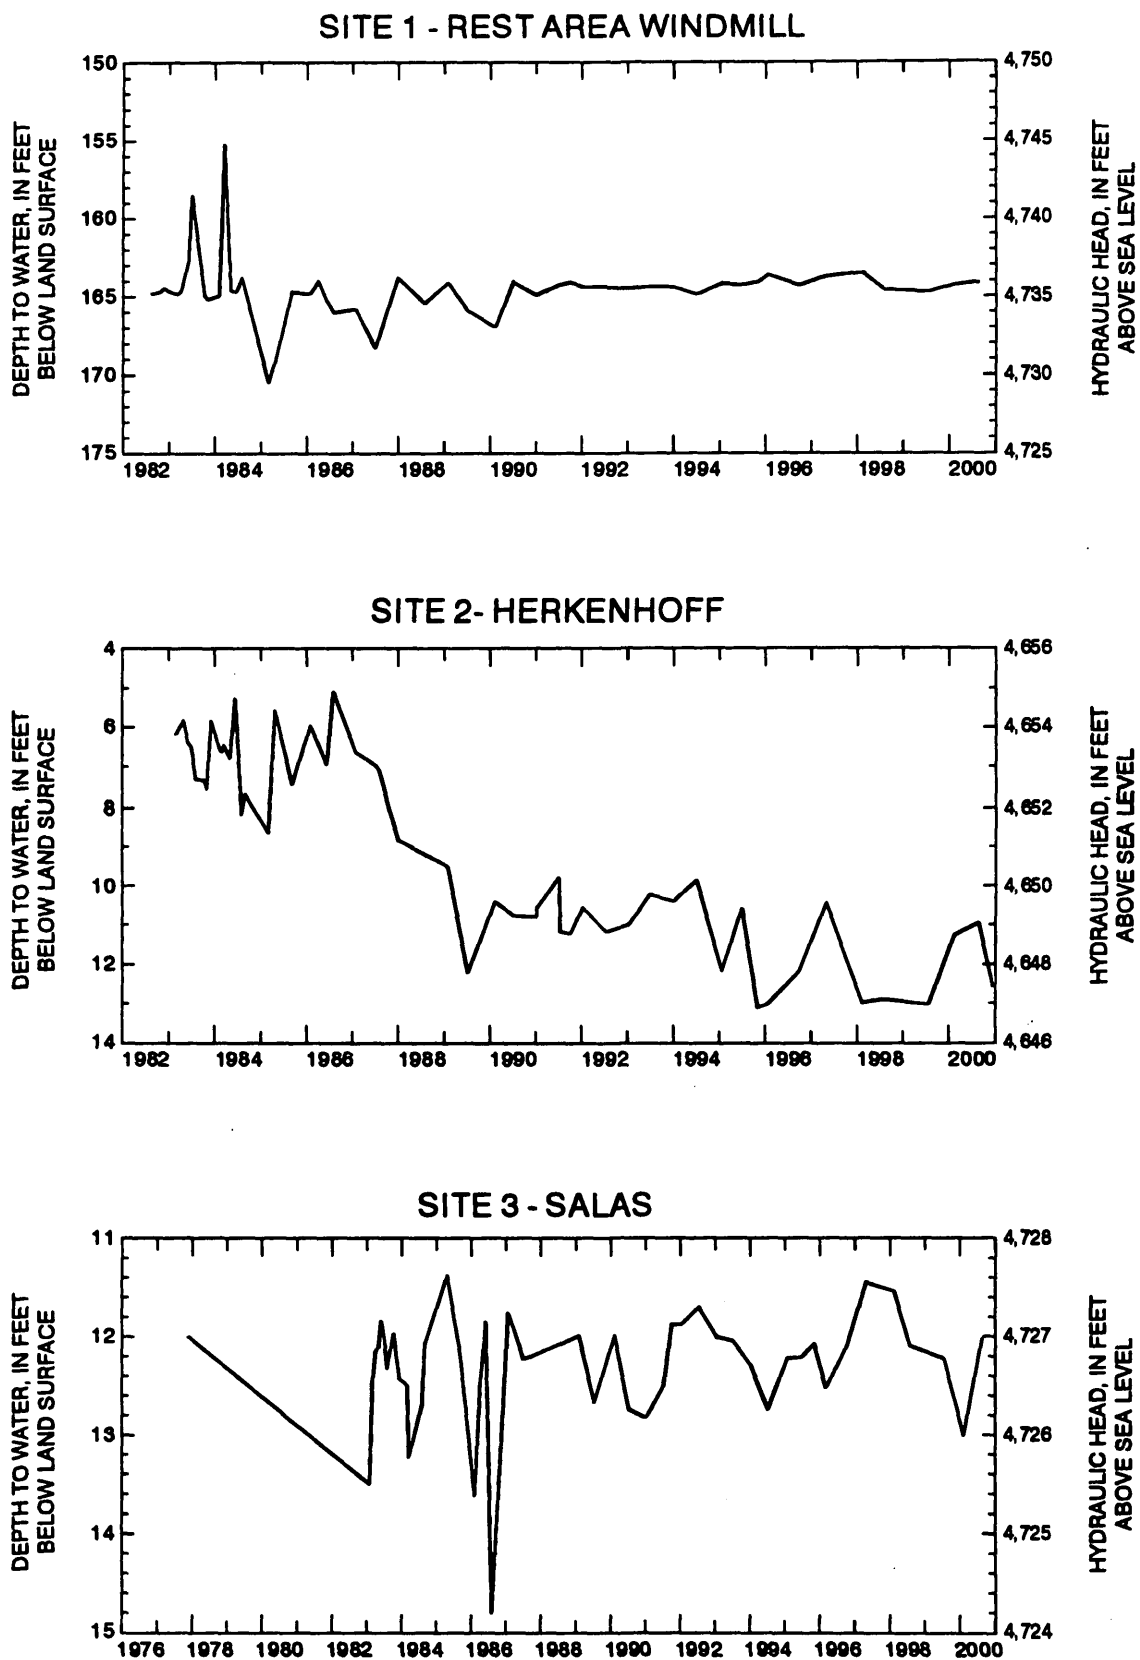 SITE 1 - REST AREA WINDMILL
DEPTH TO WATER, IN FEET
BELOW LAND SURFACE
150
155
160
165
170
175
4,750
4,745
4,740
4,735
4,730
4,725
HYDRAULIC HEAD, IN FEET
ABOVE SEA LEVEL
1982 1984 1986 1988 1990 1992 1994 1996 1998 2000
SITE 2- HERKENHOFF
DEPTH TO WATER, IN FEET
BELOW LAND SURFACE
4
6
8
10
12
14
4,656
4,654
4,652
4,650
4,648
4,646
HYDRAULIC HEAD, IN FEET
ABOVE SEA LEVEL
1982 1984 1986 1988 1990 1992 1994 1996 1998 2000
SITE 3 - SALAS
DEPTH TO WATER, IN FEET
BELOW LAND SURFACE
11
12
13
14
15
4,728
4,727
4,726
4,725
4,724
HYDRAULIC HEAD, IN FEET
ABOVE SEA LEVEL
1976 1978 1980 1982 1984 1986 1988 1990 1992 1994 1996 1998 2000